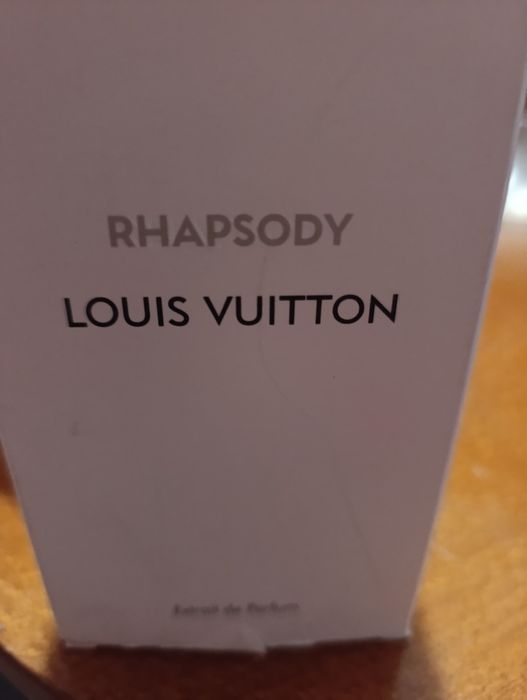 RHAPSODY
LOUIS VUITTON
Extrait de Parfum